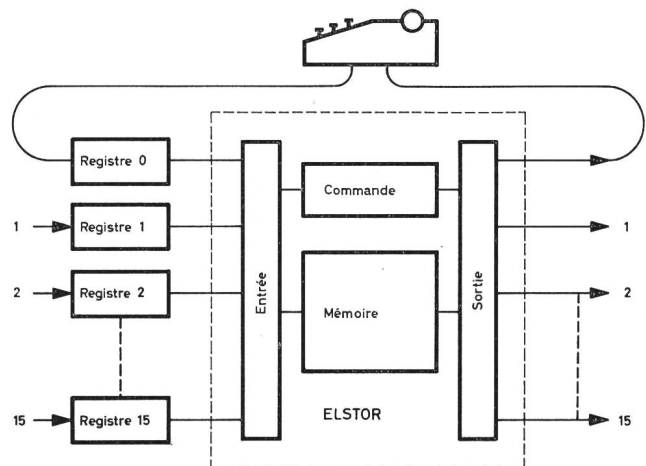 Registre 0
Commande
1
Registre 1
1
2
Registre 2
Entrée
Mémoire
Sortie
2
15
Registre 15
ELSTOR
15